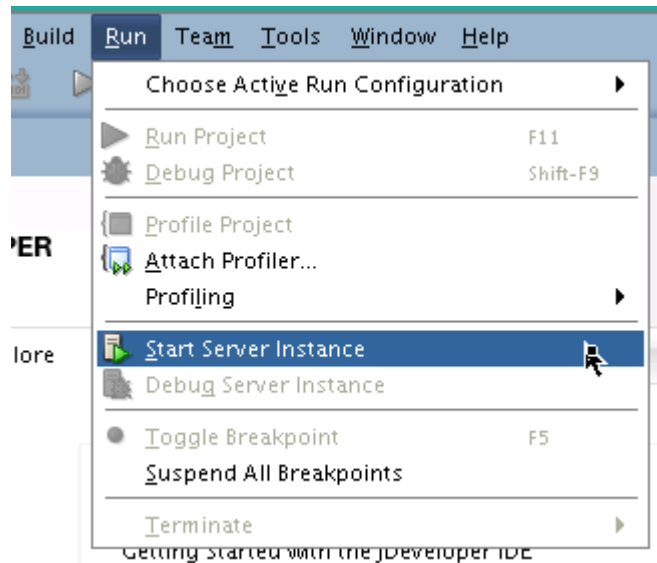 Build Run Team Tools Window Help
Choose Active Run Configuration
Run Project F11
Debug Project Shift-F9
Profile Project
PER
Attach Profiler...
Profiling
Start Server Instance
lore
Debug Server Instance
Toggle Breakpoint F5
Suspend All Breakpoints
Terminate
Getting Started with the JDeveloper IDE